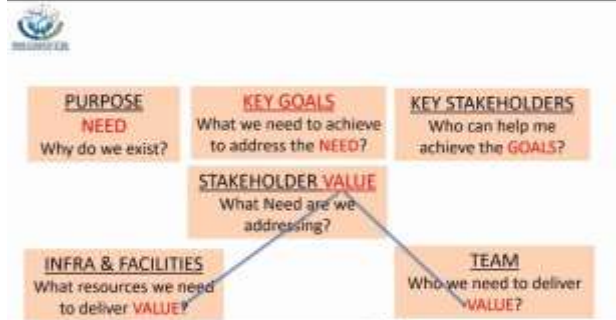 PURPOSE
NEED
Why do we exist?
KEY GOALS
What we need to achieve
to address the NEED?
KEY STAKEHOLDERS
Who can help me
achieve the GOALS?
STAKEHOLDER VALUE
What Need are we
addressing?
INFRA & FACILITIES
What resources we need
to deliver VALUE?
TEAM
Who we need to deliver
VALUE?